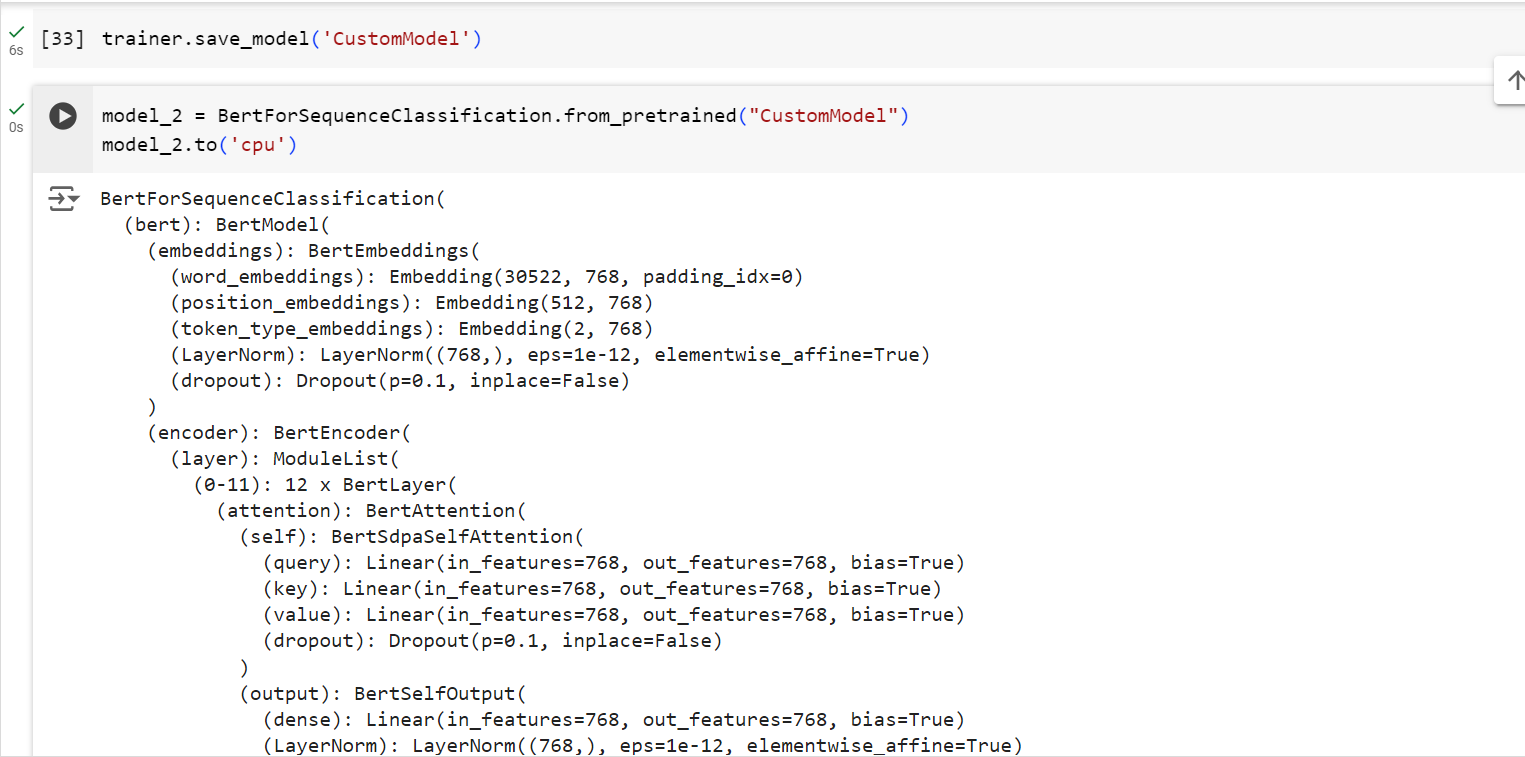 6s
[33] trainer.save_model('CustomModel')
0s
model_2 = BertForSequenceClassification.from_pretrained("CustomModel")
model_2.to('cpu')
BertForSequenceClassification(
(bert): BertModel(
(embeddings): BertEmbeddings(
(word_embeddings): Embedding(30522, 768, padding_idx=0)
(position_embeddings): Embedding(512, 768)
(token_type_embeddings): Embedding(2, 768)
(LayerNorm): LayerNorm((768,), eps=1e-12, elementwise_affine=True)
(dropout): Dropout(p=0.1, inplace=False)
)
(encoder): BertEncoder(
(layer): ModuleList(
(0-11): 12 x BertLayer(
(attention): BertAttention(
(self): BertSdpaSelfAttention(
(query): Linear(in_features=768, out_features=768, bias=True)
(key): Linear(in_features=768, out_features=768, bias=True)
(value): Linear(in_features=768, out_features=768, bias=True)
(dropout): Dropout(p=0.1, inplace=False)
)
(output): BertSelfOutput(
(dense): Linear(in_features=768, out_features=768, bias=True)
(LayerNorm): LayerNorm((768,), eps=1e-12, elementwise_affine=True)